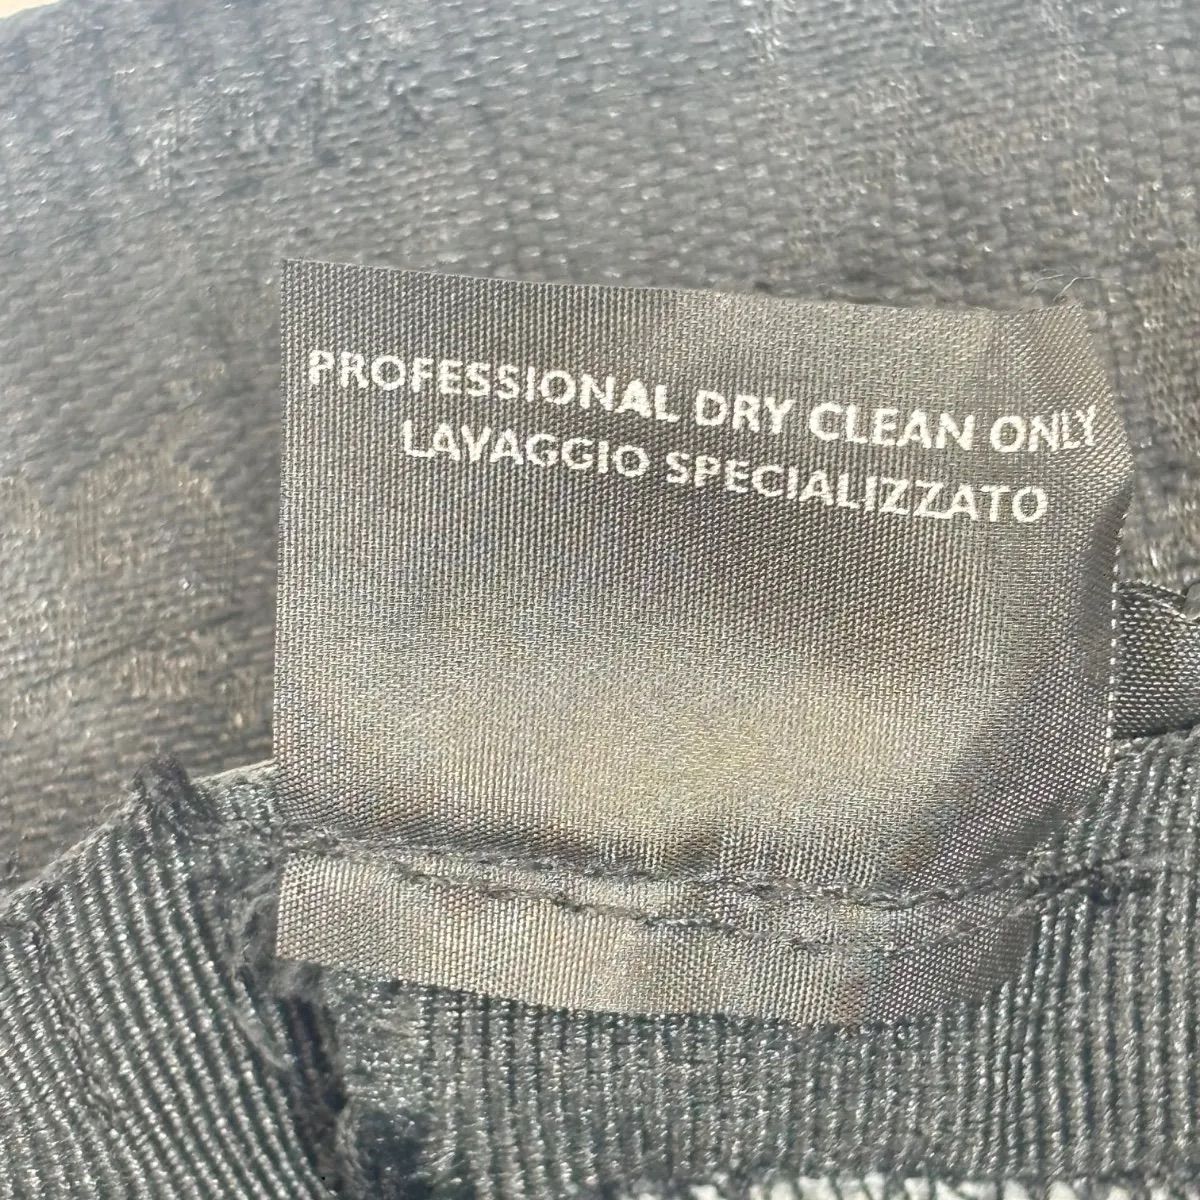 PROFESSIONAL DRY CLEAN ONLY
LAVAGGIO SPECIALIZZATO